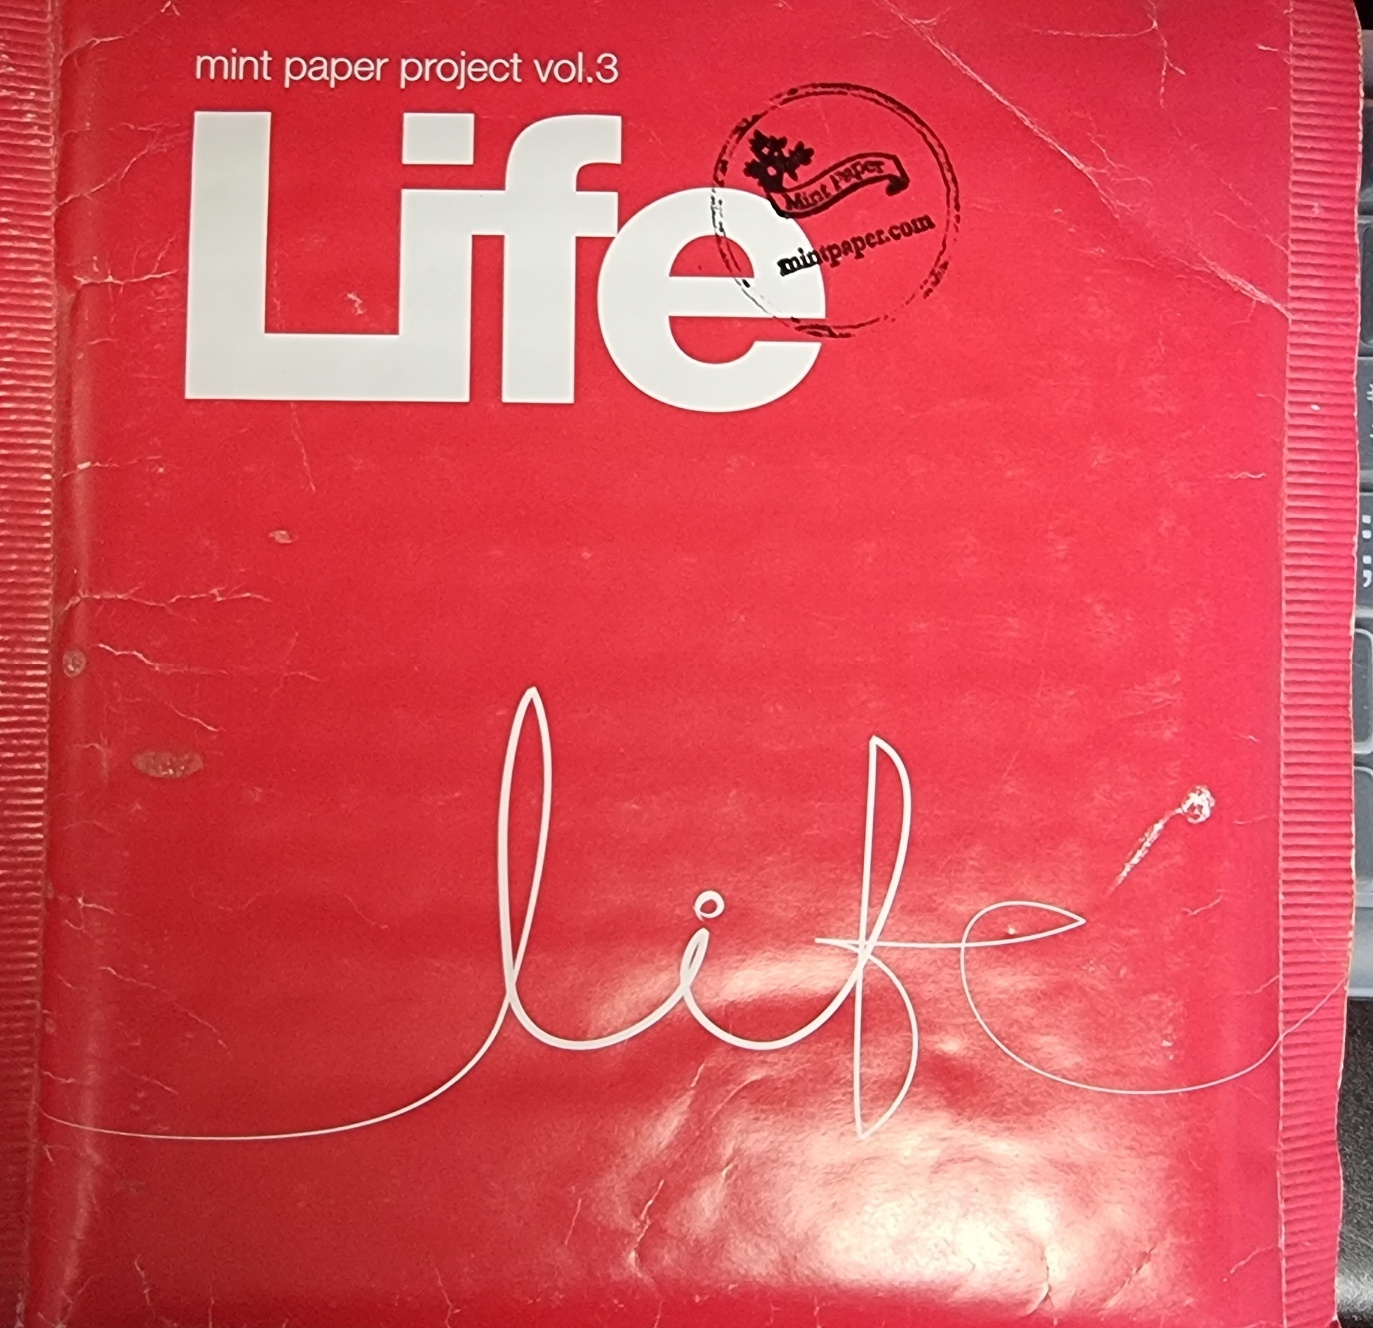 mint paper project vol.3
Life
Mint Paper
mintpaper.com
life